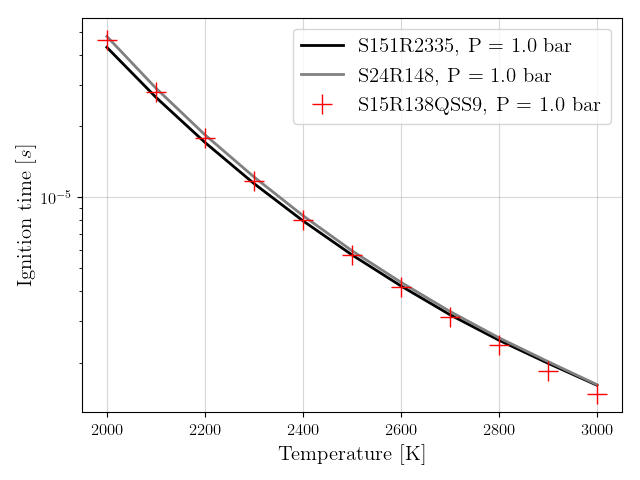 S151R2335, P = 1.0 bar
S24R148, P = 1.0 bar
S15R138QSS9, P = 1.0 bar
Ignition time [s]
10⁻⁵
2000 2200 2400 2600 2800 3000
Temperature [K]